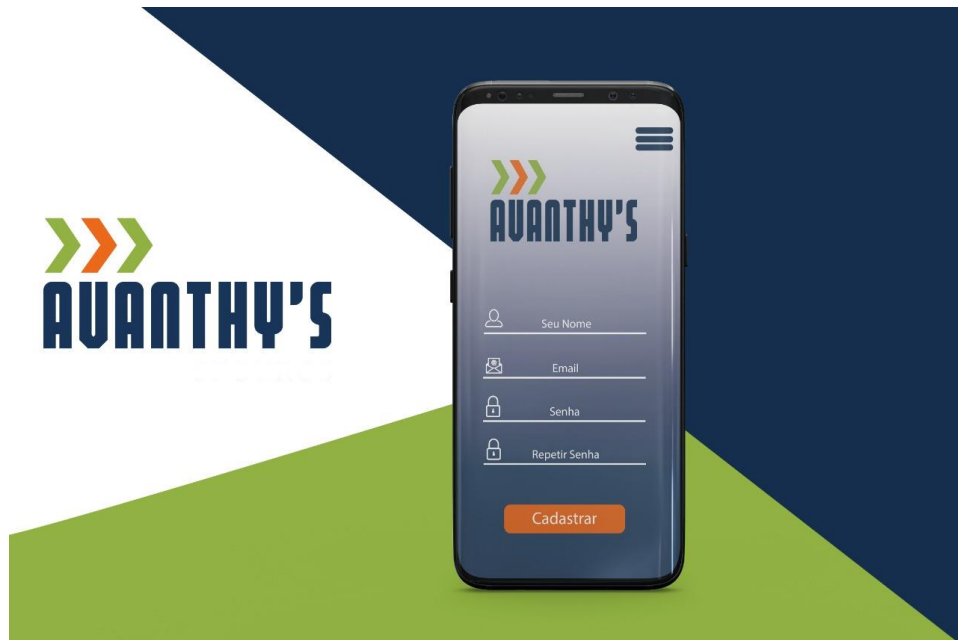 AVANTHY'S
AVANTHY'S
Seu Nome
Email
Senha
Repetir Senha
Cadastrar